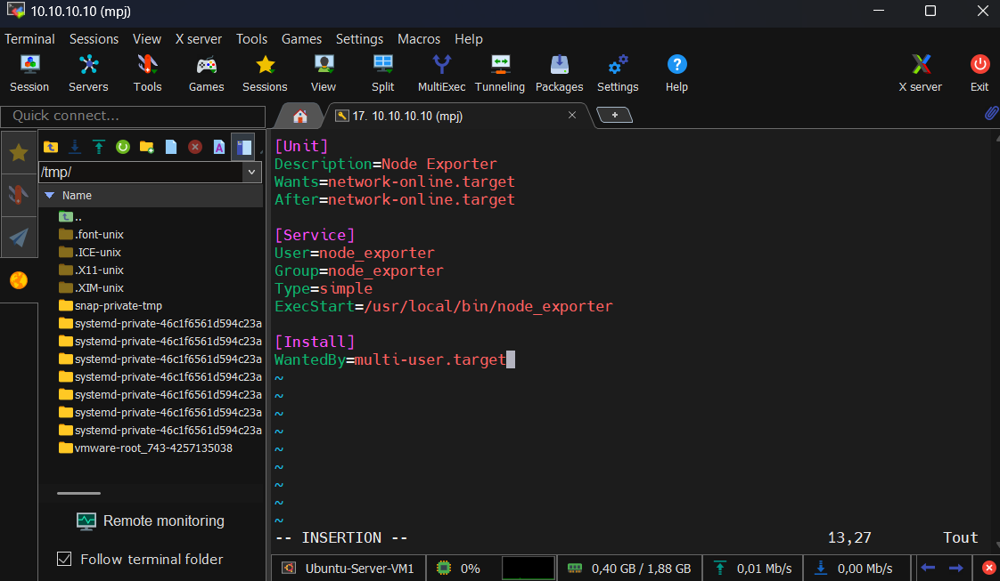 10.10.10.10 (mpj)
Terminal Sessions View X server Tools Games Settings Macros Help
Session Servers Tools Games Sessions View Split MultiExec Tunneling Packages Settings Help X server Exit
Quick connect...
17. 10.10.10.10 (mpj)
/tmp/
Name
..
.font-unix
.ICE-unix
.X11-unix
.XIM-unix
snap-private-tmp
systemd-private-46c1f6561d594c23a
systemd-private-46c1f6561d594c23a
systemd-private-46c1f6561d594c23a
systemd-private-46c1f6561d594c23a
systemd-private-46c1f6561d594c23a
systemd-private-46c1f6561d594c23a
systemd-private-46c1f6561d594c23a
vmware-root_743-4257135038
Remote monitoring
Follow terminal folder
[Unit]
Description=Node Exporter
Wants=network-online.target
After=network-online.target
[Service]
User=node_exporter
Group=node_exporter
Type=simple
ExecStart=/usr/local/bin/node_exporter
[Install]
WantedBy=multi-user.target
~
~
~
~
~
~
~
~
~
-- INSERTION -- 13,27 Tout
Ubuntu-Server-VM1 0% 0,40 GB / 1,88 GB 0,01 Mb/s 0,00 Mb/s